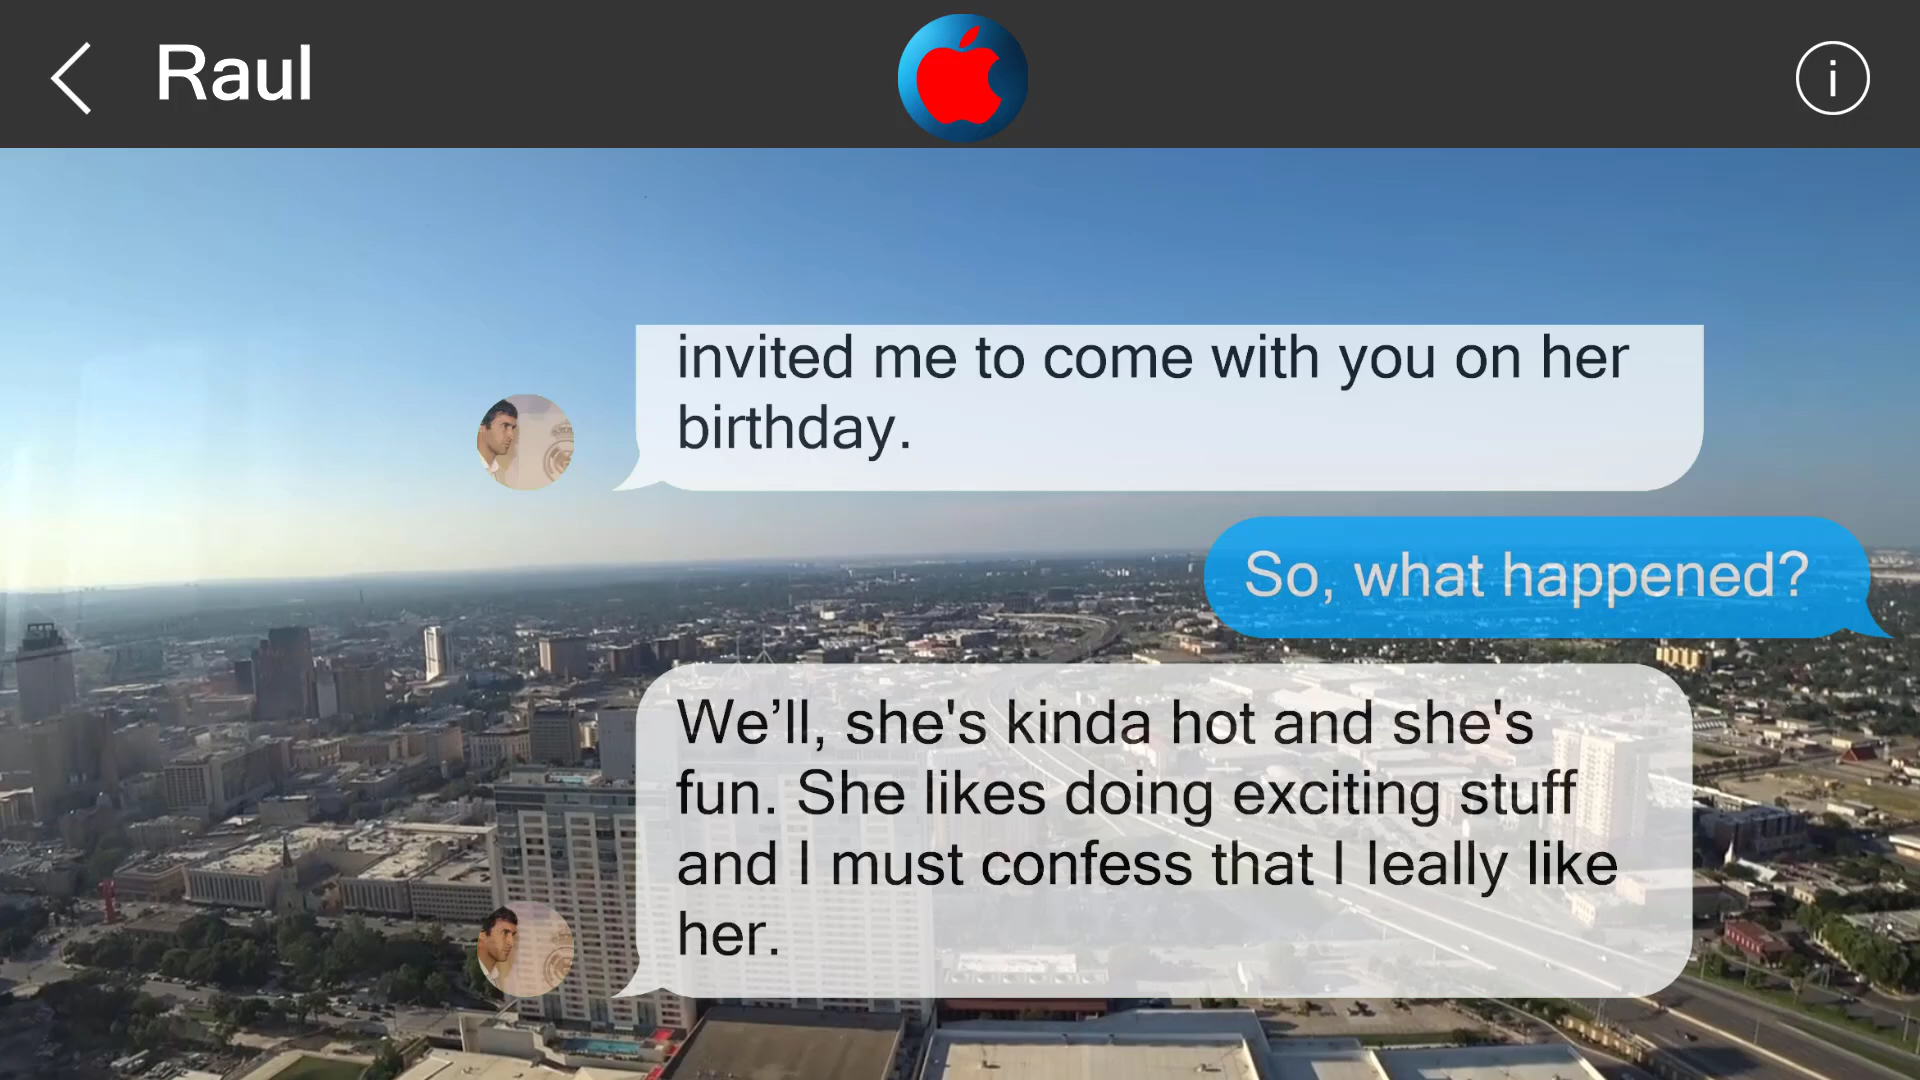 Raul
i
invited me to come with you on her
birthday.
So, what happened?
We’ll, she's kinda hot and she's
fun. She likes doing exciting stuff
and I must confess that I leally like
her.